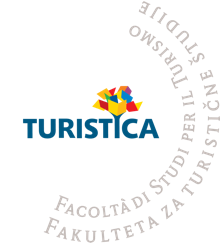 TURISTICA
FACOLTÀ DI STUDI PER IL TURISMO
FAKULTETA ZA TURISTIČNE ŠTUDIJE